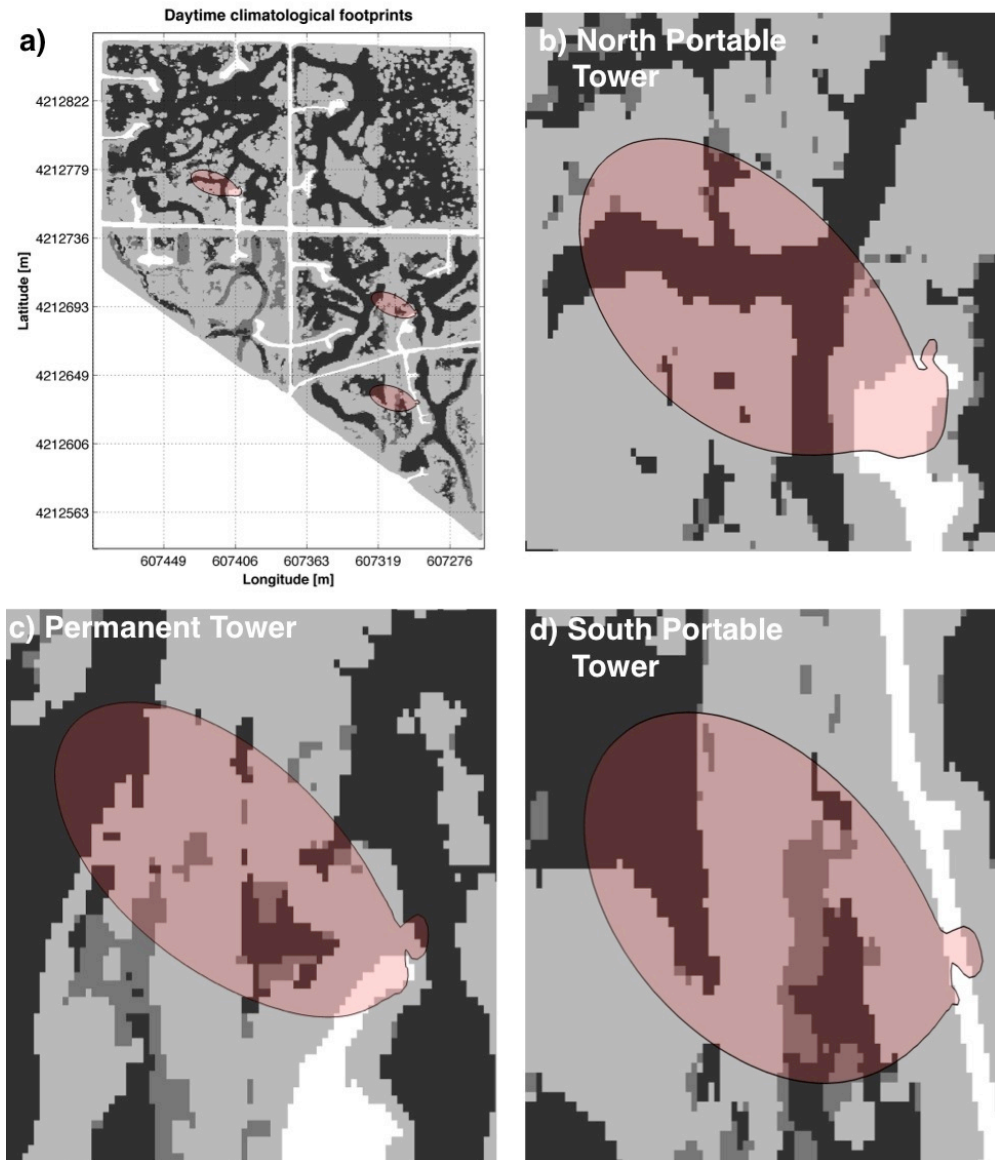 Daytime climatological footprints
a)
Latitude [m]
4212822
4212779
4212736
4212693
4212649
4212606
4212563
607449 607406 607363 607319 607276
Longitude [m]
b) North Portable
Tower
c) Permanent Tower
d) South Portable
Tower